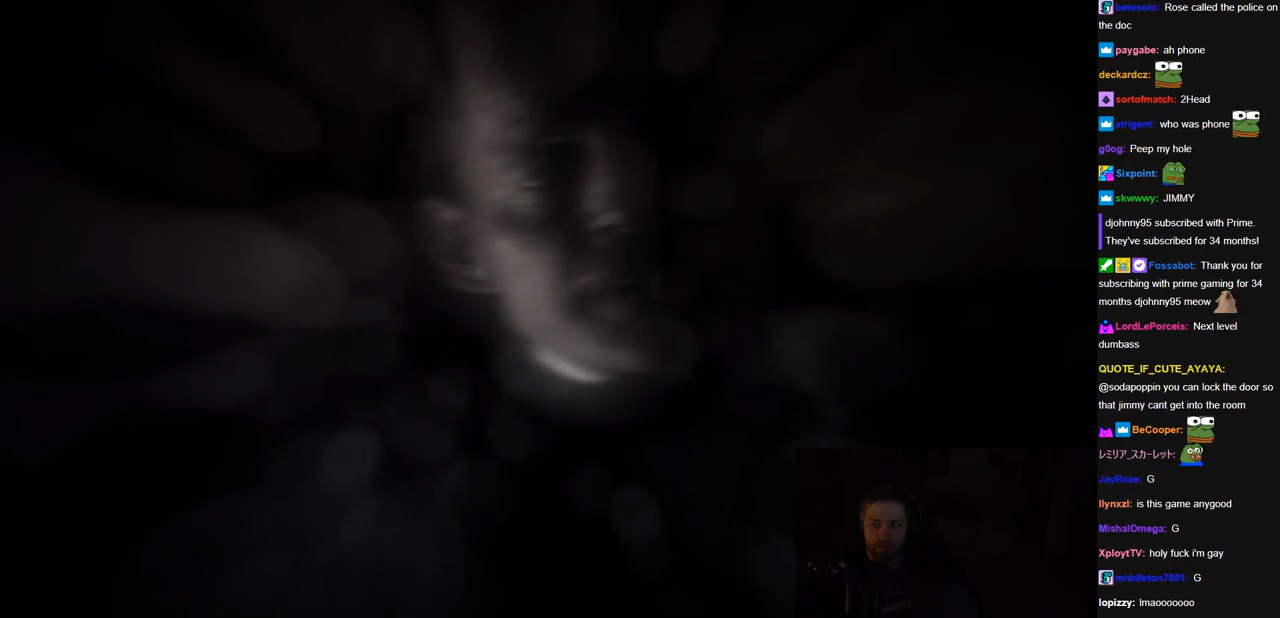 betosolo: Rose called the police on
the doc
paygabe: ah phone
deckardcz:
sortofmatch: 2Head
atrigent: who was phone
g0og: Peep my hole
Sixpoint:
skwwwy: JIMMY
djohnny95 subscribed with Prime.
They've subscribed for 34 months!
Fossabot: Thank you for
subscribing with prime gaming for 34
months djohnny95 meow
LordLePorceis: Next level
dumbass
QUOTE_IF_CUTE_AYAYA:
@sodapoppin you can lock the door so
that jimmy cant get into the room
BeCooper:
レミリア_スカーレット:
JayRoze: G
llynxzl: is this game anygood
MishalOmega: G
XploytTV: holy fuck i'm gay
middleton7551: G
lopizzy: lmaooooooo